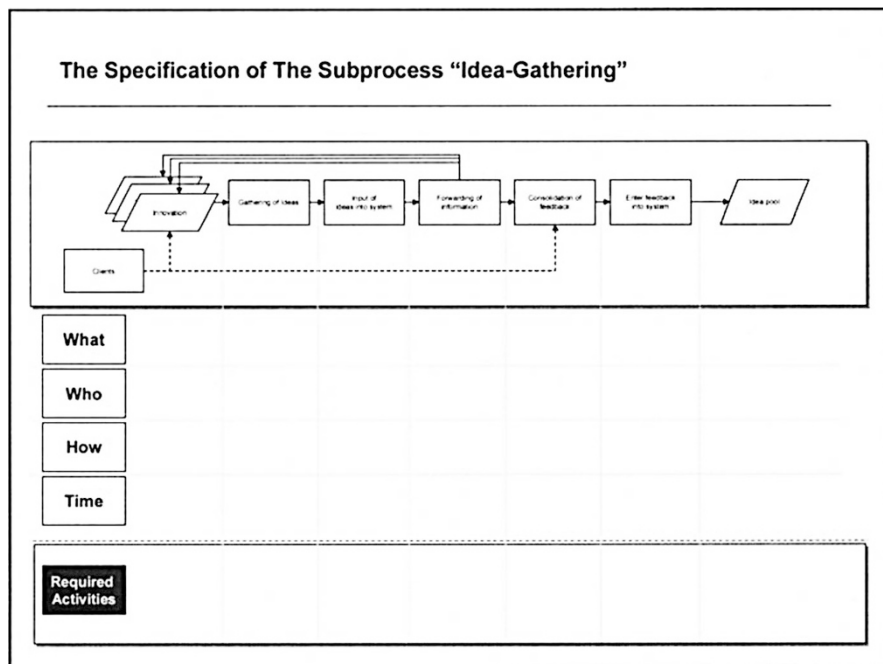 The Specification of The Subprocess “Idea-Gathering”
Innovation
Gathering of Ideas
Input of
ideas into system
Forwarding of
information
Consolidation of
feedback
Enter feedback
into system
Idea pool
Clients
What
Who
How
Time
Required
Activities